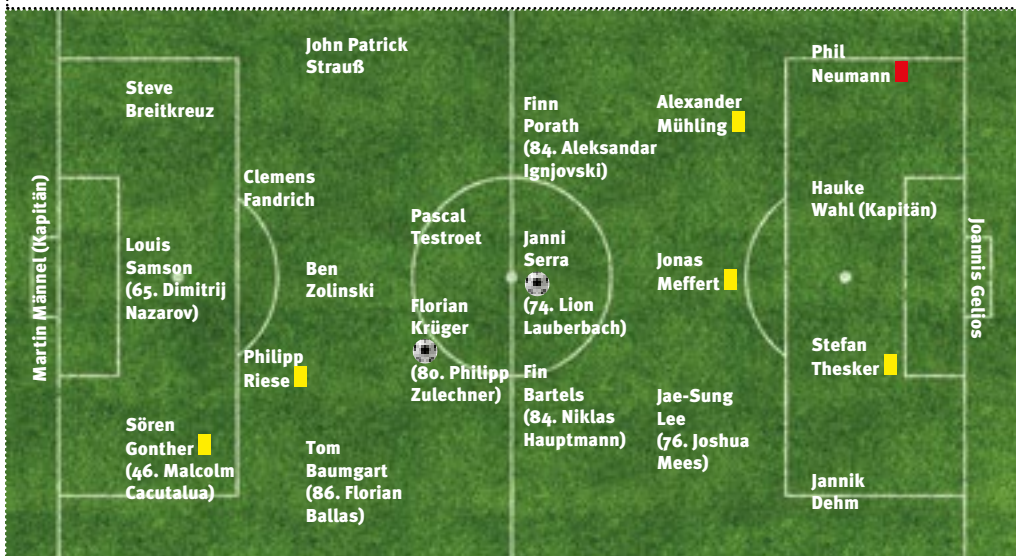 Martin Männel (Kapitän)
Steve
Breitkreuz
Louis
Samson
(65. Dimitrij
Nazarov)
Sören
Gonther
(46. Malcolm
Cacutalua)
Clemens
Fandrich
Philipp
Riese
John Patrick
Strauß
Ben
Zolinski
Tom
Baumgart
(86. Florian
Ballas)
Pascal
Testroet
Florian
Krüger
(80. Philipp
Zulechner)
Finn
Porath
(84. Aleksandar
Ignjovski)
Janni
Serra
(74. Lion
Lauberbach)
Fin
Bartels
(84. Niklas
Hauptmann)
Alexander
Mühling
Jonas
Meffert
Jae-Sung
Lee
(76. Joshua
Mees)
Phil
Neumann
Hauke
Wahl (Kapitän)
Stefan
Thesker
Jannik
Dehm
Joannis Gelios